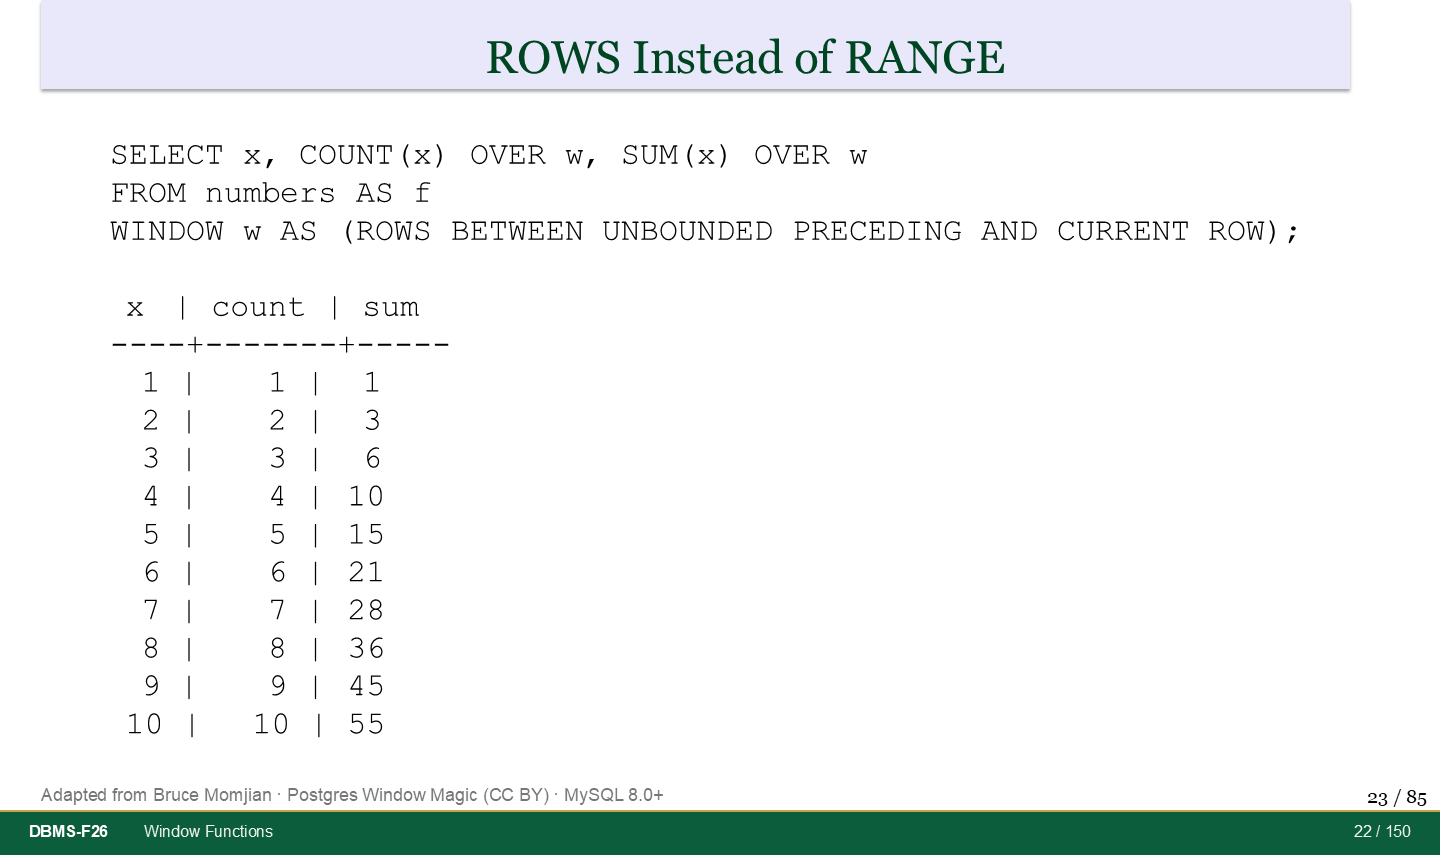 ROWS Instead of RANGE
SELECT x, COUNT(x) OVER w, SUM(x) OVER w
FROM numbers AS f
WINDOW w AS (ROWS BETWEEN UNBOUNDED PRECEDING AND CURRENT ROW);
x | count | sum
----+-------+-----
1 | 1 | 1
2 | 2 | 3
3 | 3 | 6
4 | 4 | 10
5 | 5 | 15
6 | 6 | 21
7 | 7 | 28
8 | 8 | 36
9 | 9 | 45
10 | 10 | 55
Adapted from Bruce Momjian · Postgres Window Magic (CC BY) · MySQL 8.0+
23 / 85
DBMS-F26 Window Functions
22 / 150